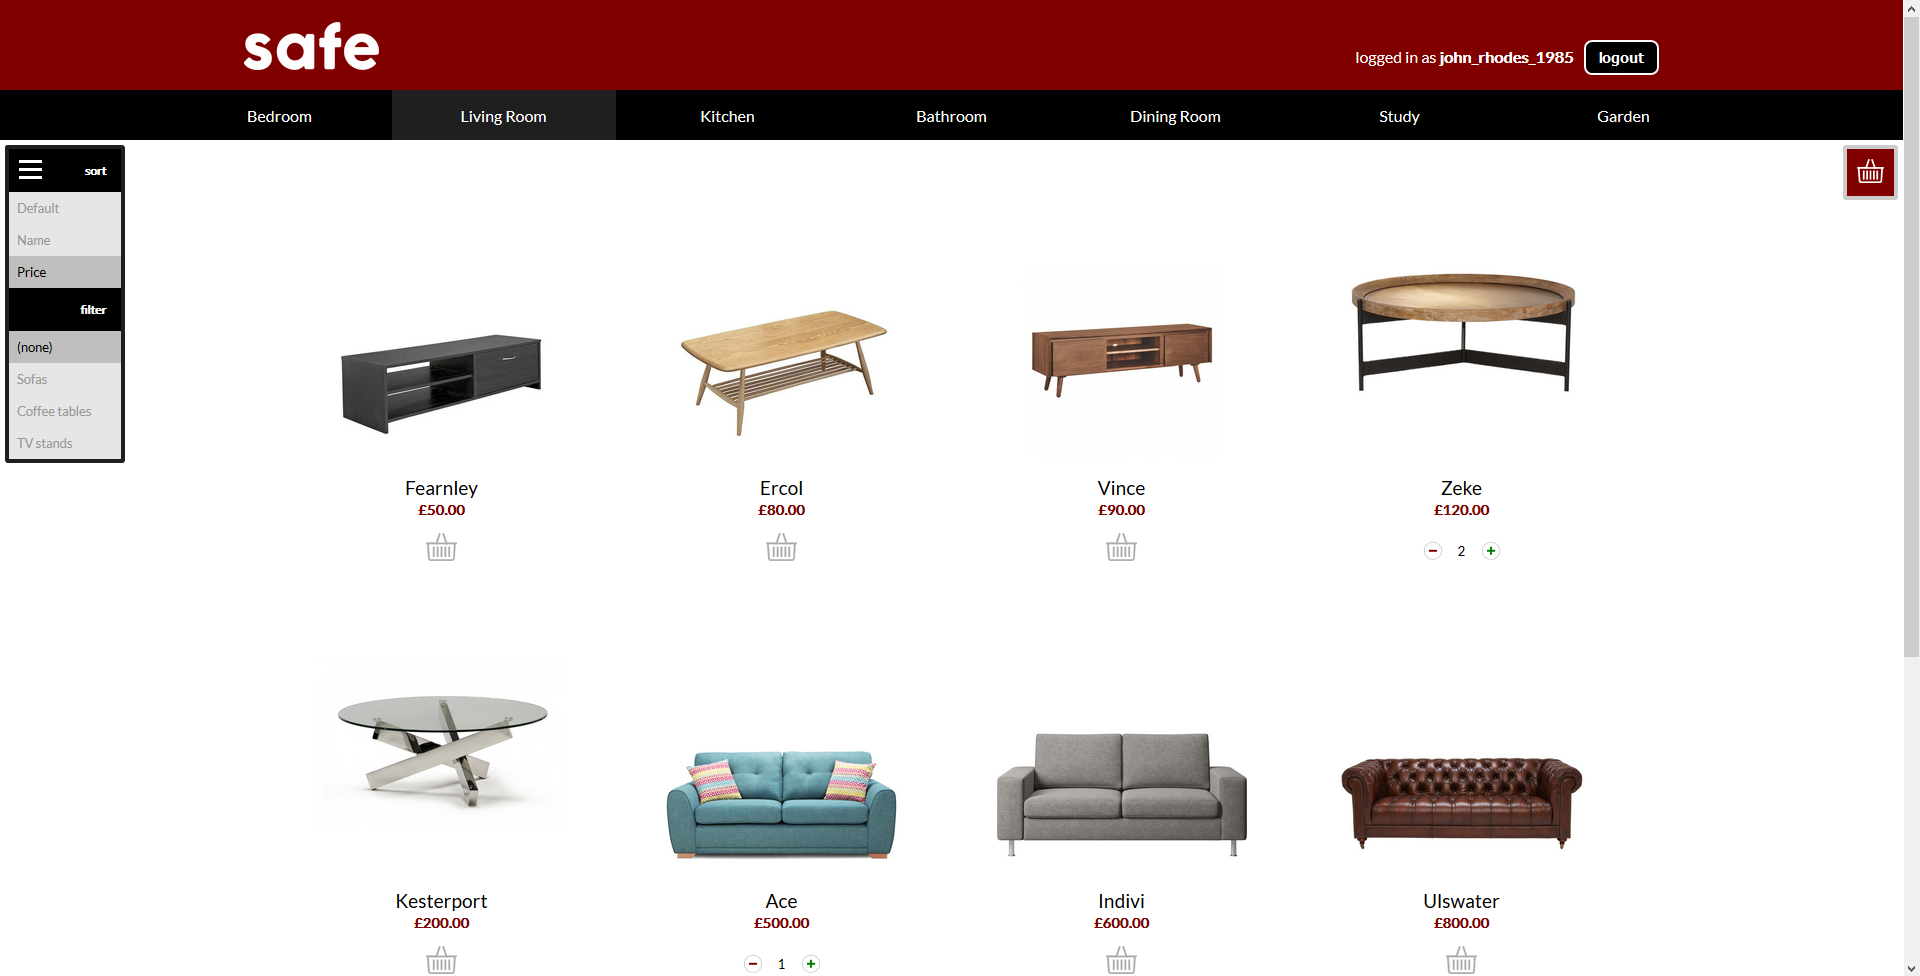 safe
logged in as john_rhodes_1985 logout
Bedroom Living Room Kitchen Bathroom Dining Room Study Garden
sort
Default
Name
Price
filter
(none)
Sofas
Coffee tables
TV stands
Fearnley Ercol Vince Zeke
£50.00 £80.00 £90.00 £120.00
2
Kesterport Ace Indivi Ulswater
£200.00 £500.00 £600.00 £800.00
1